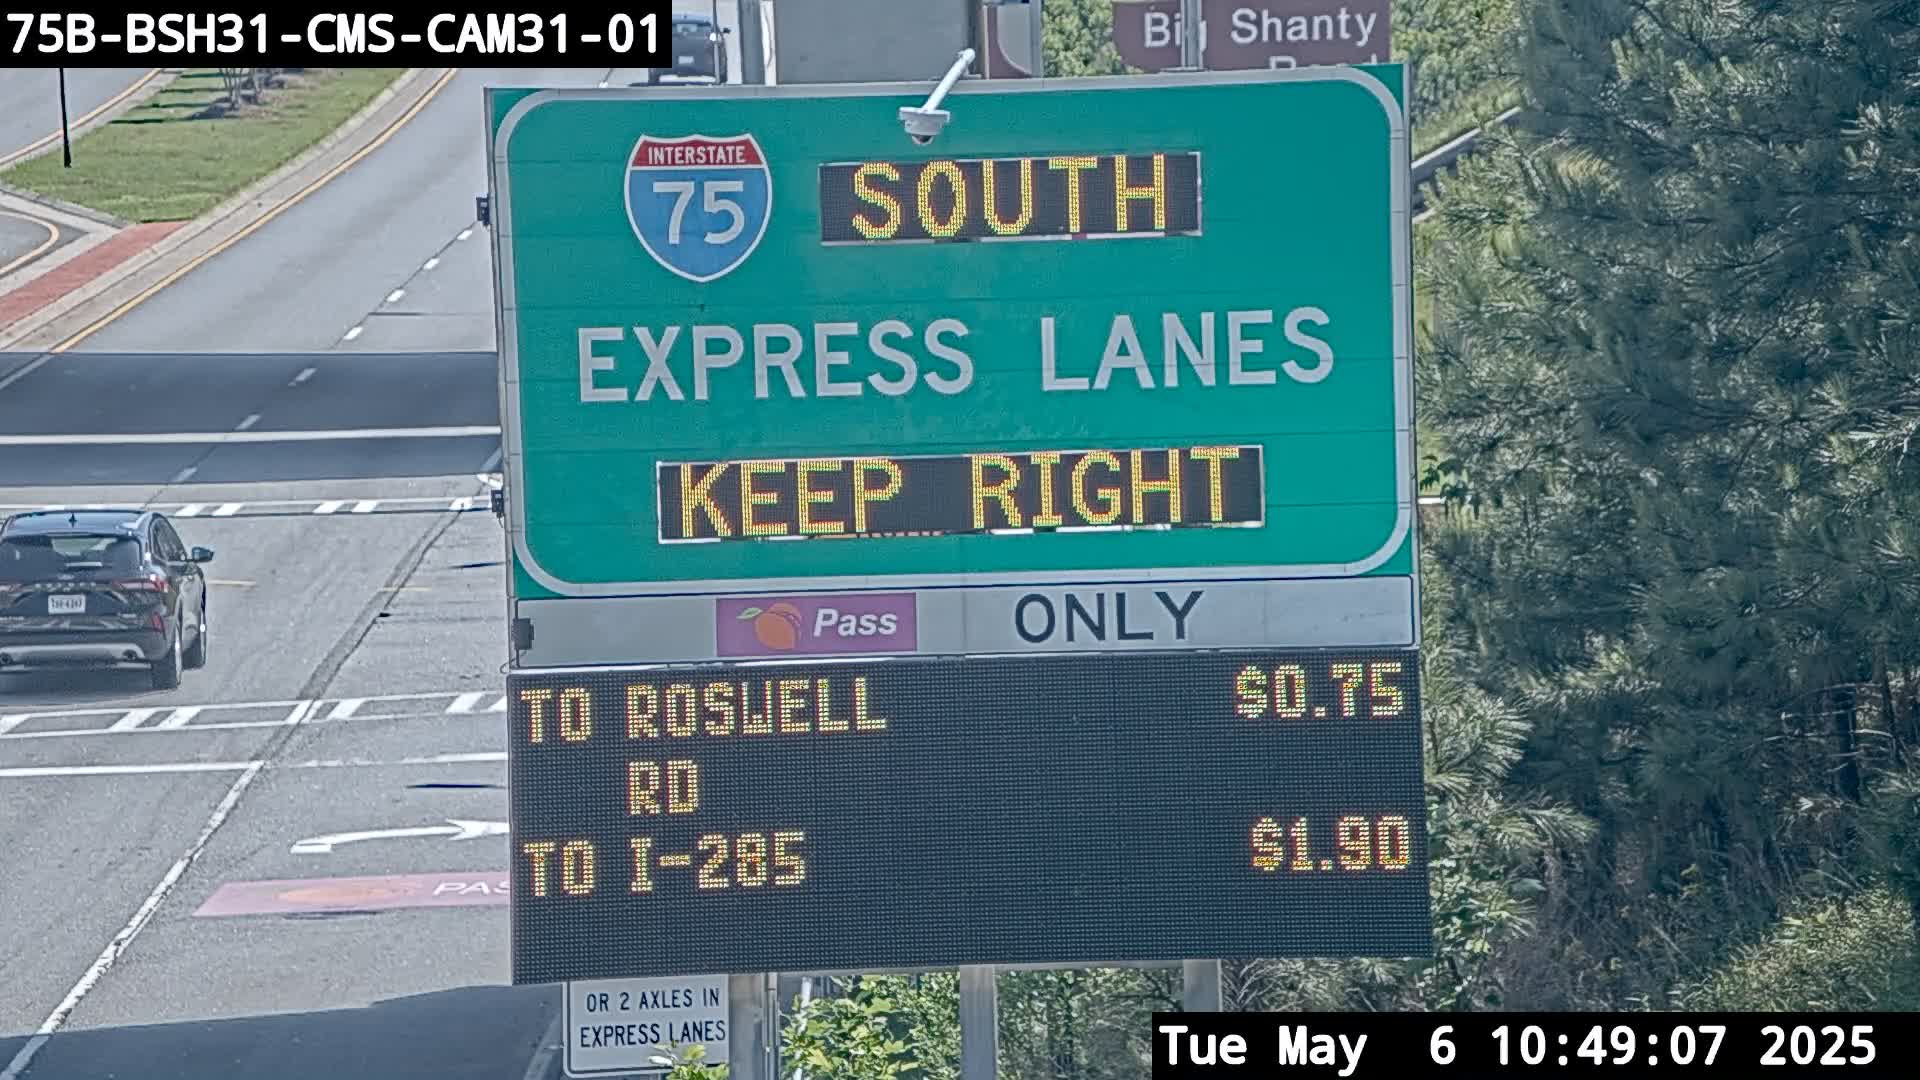 75B-BSH31-CMS-CAM31-01
Big Shanty
Road
INTERSTATE
75
SOUTH
EXPRESS LANES
KEEP RIGHT
Pass ONLY
TO ROSWELL $0.75
RD
TO I-285 $1.90
PAS
OR 2 AXLES IN
EXPRESS LANES
Tue May 6 10:49:07 2025